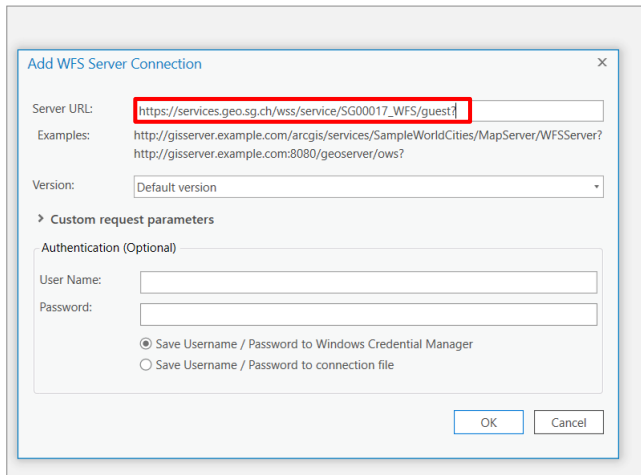 Add WFS Server Connection
Server URL: https://services.geo.sg.ch/wss/service/SG00017_WFS/guest?
Examples: http://gisserver.example.com/arcgis/services/SampleWorldCities/MapServer/WFSServer?
http://gisserver.example.com:8080/geoserver/ows?
Version: Default version
Custom request parameters
Authentication (Optional)
User Name:
Password:
Save Username / Password to Windows Credential Manager
Save Username / Password to connection file
OK Cancel